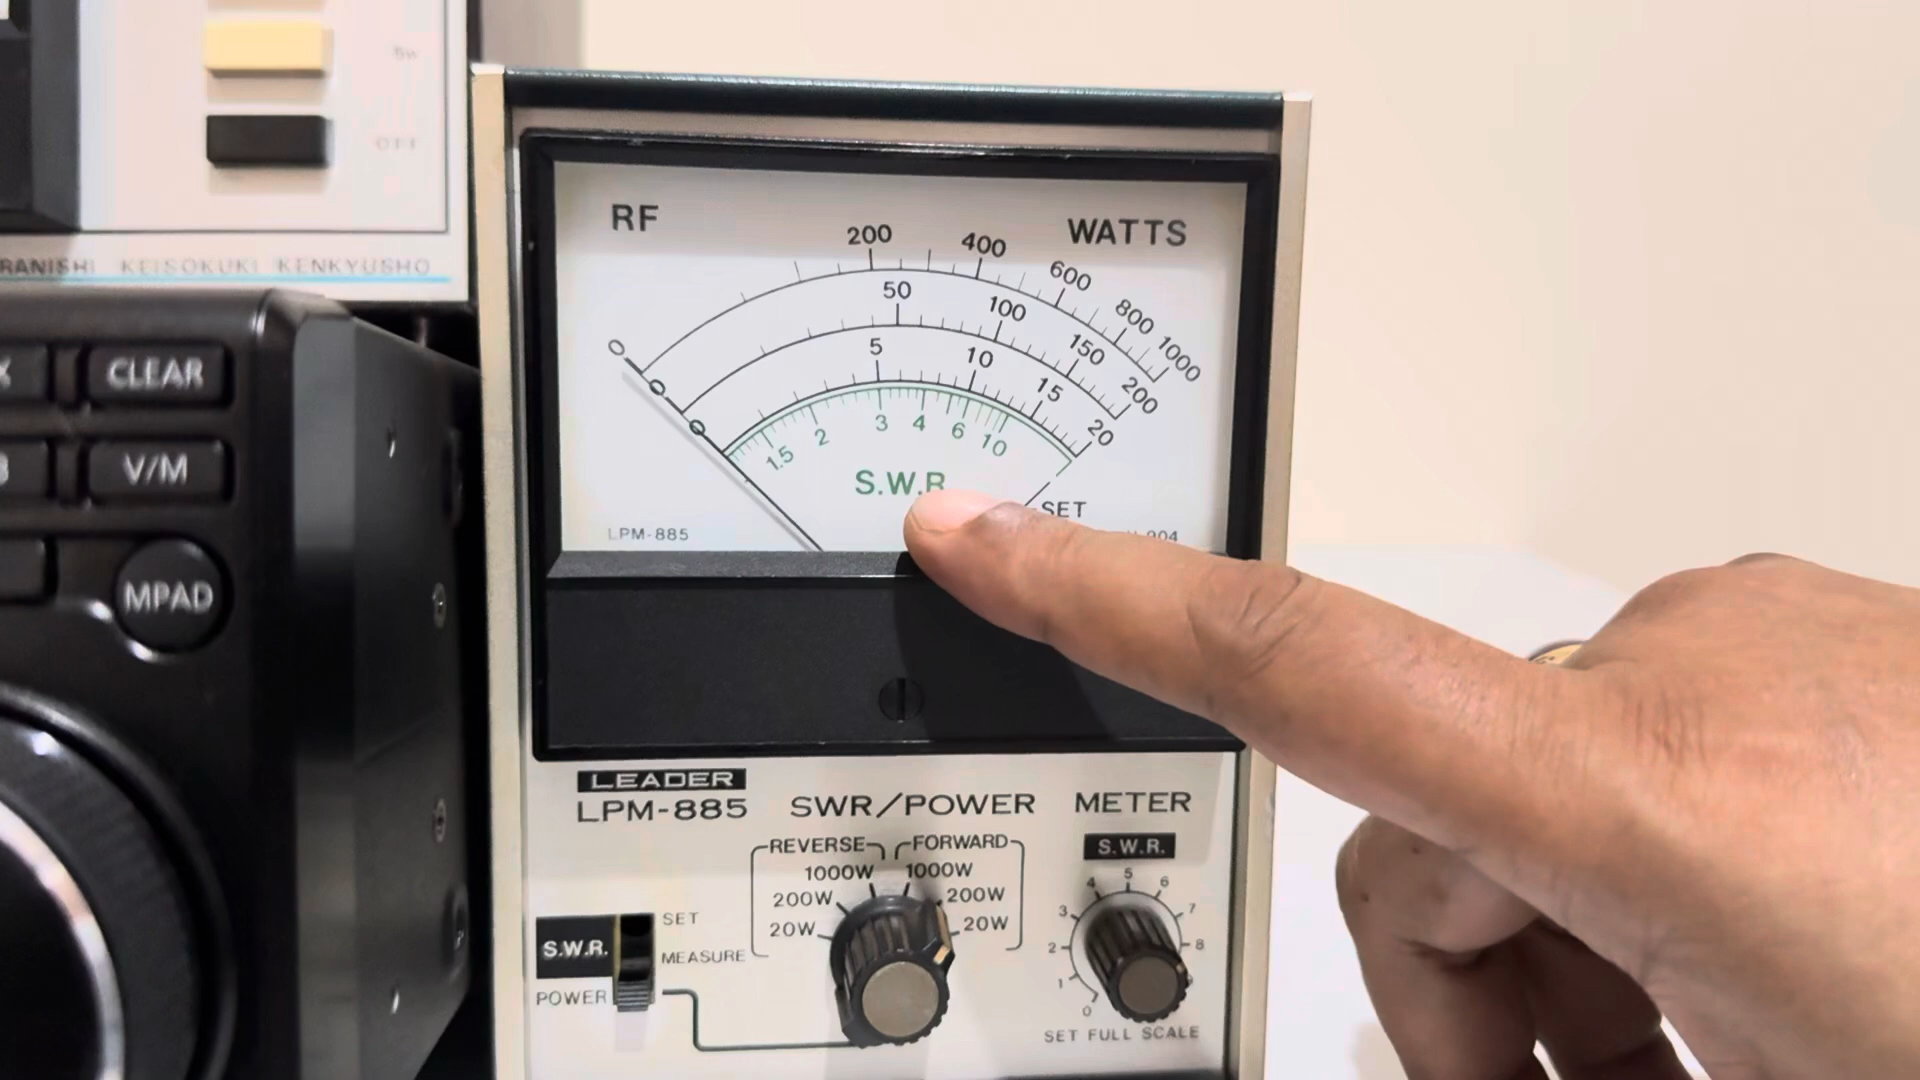 5W
OFF
RANISHI KEISOKUKI KENKYUSHO
CLEAR
V/M
MPAD
RF
WATTS
200 400 600 800 1000
0
50 100 150 200
0
5 10 15 20
0
1.5 2 3 4 6 10
S.W.R
SET
LPM-885
LEADER
LPM-885
SWR/POWER
METER
REVERSE
FORWARD
1000W
1000W
200W
200W
20W
20W
S.W.R.
SET
MEASURE
POWER
S.W.R.
0 1 2 3 4 5 6 7 8
SET FULL SCALE